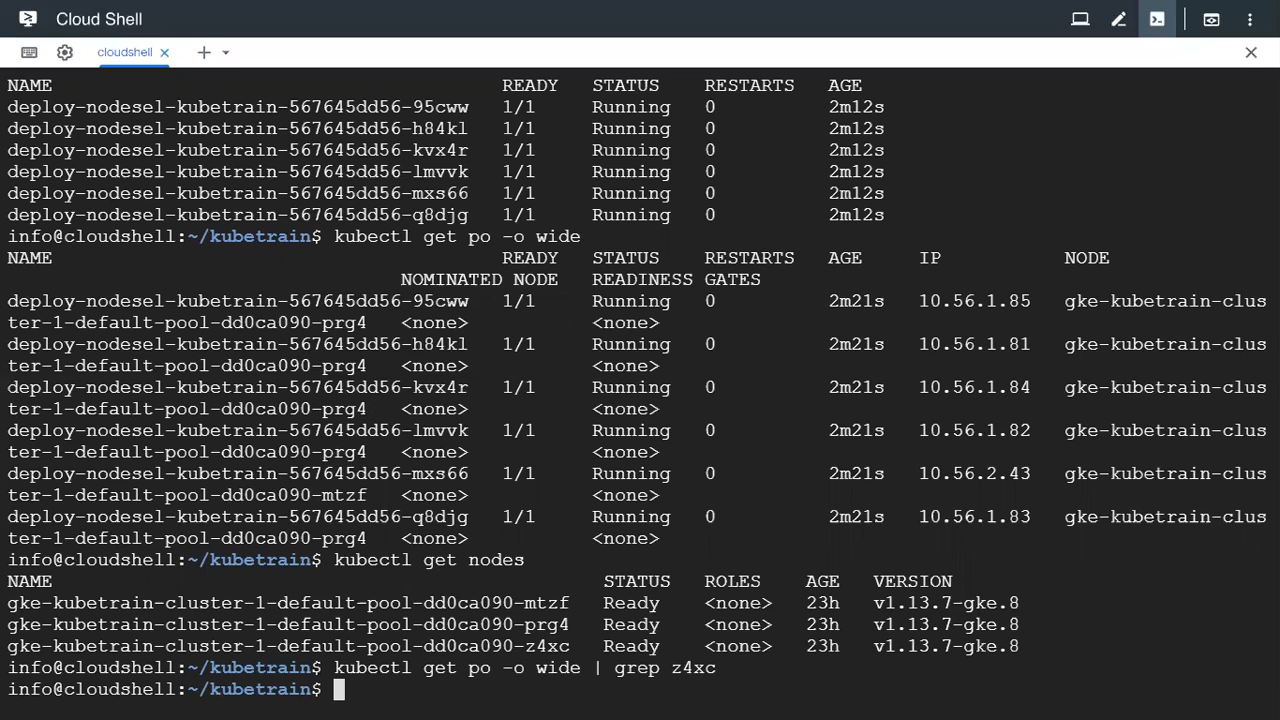 Cloud Shell
cloudshell
NAME READY STATUS RESTARTS AGE
deploy-nodesel-kubetrain-567645dd56-95cww 1/1 Running 0 2m12s
deploy-nodesel-kubetrain-567645dd56-h84kl 1/1 Running 0 2m12s
deploy-nodesel-kubetrain-567645dd56-kvx4r 1/1 Running 0 2m12s
deploy-nodesel-kubetrain-567645dd56-lmvvk 1/1 Running 0 2m12s
deploy-nodesel-kubetrain-567645dd56-mxs66 1/1 Running 0 2m12s
deploy-nodesel-kubetrain-567645dd56-q8djg 1/1 Running 0 2m12s
info@cloudshell:~/kubetrain$ kubectl get po -o wide
NAME READY STATUS RESTARTS AGE IP NODE
NOMINATED NODE READINESS GATES
deploy-nodesel-kubetrain-567645dd56-95cww 1/1 Running 0 2m21s 10.56.1.85 gke-kubetrain-clus
ter-1-default-pool-dd0ca090-prg4 <none> <none>
deploy-nodesel-kubetrain-567645dd56-h84kl 1/1 Running 0 2m21s 10.56.1.81 gke-kubetrain-clus
ter-1-default-pool-dd0ca090-prg4 <none> <none>
deploy-nodesel-kubetrain-567645dd56-kvx4r 1/1 Running 0 2m21s 10.56.1.84 gke-kubetrain-clus
ter-1-default-pool-dd0ca090-prg4 <none> <none>
deploy-nodesel-kubetrain-567645dd56-lmvvk 1/1 Running 0 2m21s 10.56.1.82 gke-kubetrain-clus
ter-1-default-pool-dd0ca090-prg4 <none> <none>
deploy-nodesel-kubetrain-567645dd56-mxs66 1/1 Running 0 2m21s 10.56.2.43 gke-kubetrain-clus
ter-1-default-pool-dd0ca090-mtzf <none> <none>
deploy-nodesel-kubetrain-567645dd56-q8djg 1/1 Running 0 2m21s 10.56.1.83 gke-kubetrain-clus
ter-1-default-pool-dd0ca090-prg4 <none> <none>
info@cloudshell:~/kubetrain$ kubectl get nodes
NAME STATUS ROLES AGE VERSION
gke-kubetrain-cluster-1-default-pool-dd0ca090-mtzf Ready <none> 23h v1.13.7-gke.8
gke-kubetrain-cluster-1-default-pool-dd0ca090-prg4 Ready <none> 23h v1.13.7-gke.8
gke-kubetrain-cluster-1-default-pool-dd0ca090-z4xc Ready <none> 23h v1.13.7-gke.8
info@cloudshell:~/kubetrain$ kubectl get po -o wide | grep z4xc
info@cloudshell:~/kubetrain$